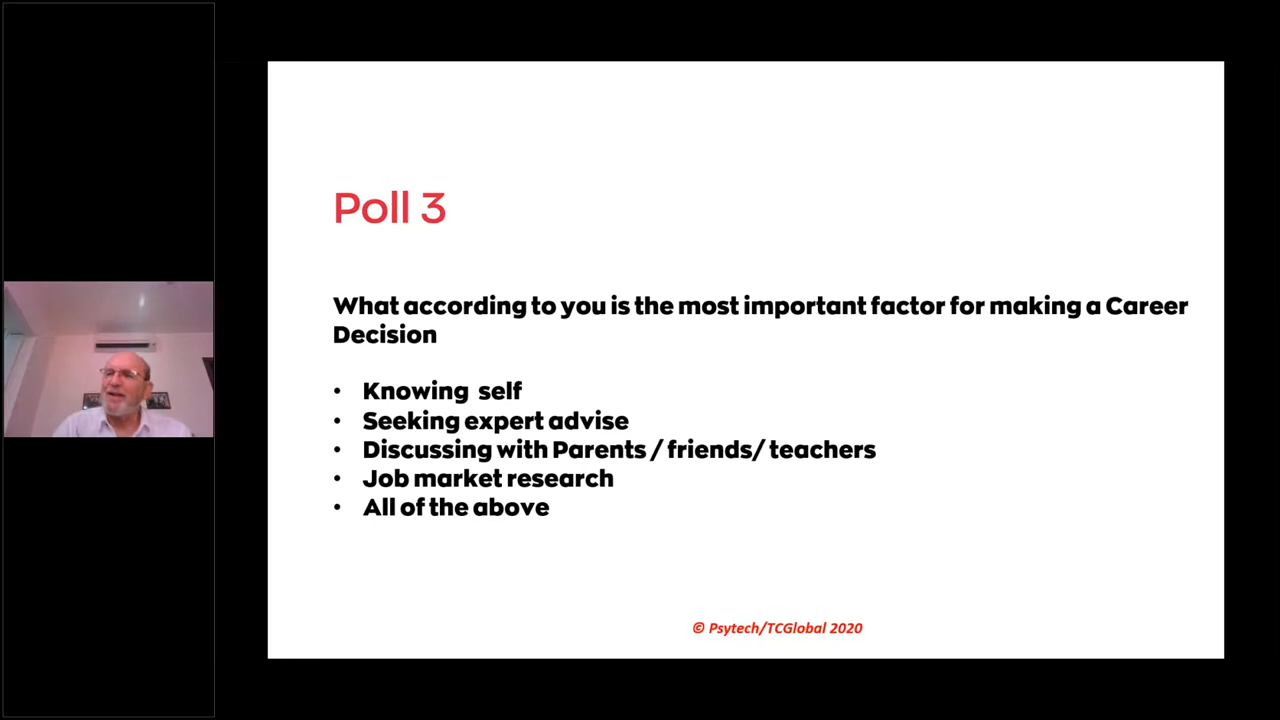 Poll 3
What according to you is the most important factor for making a Career
Decision
• Knowing self
• Seeking expert advise
• Discussing with Parents / friends/ teachers
• Job market research
• All of the above
© Psytech/TCGlobal 2020